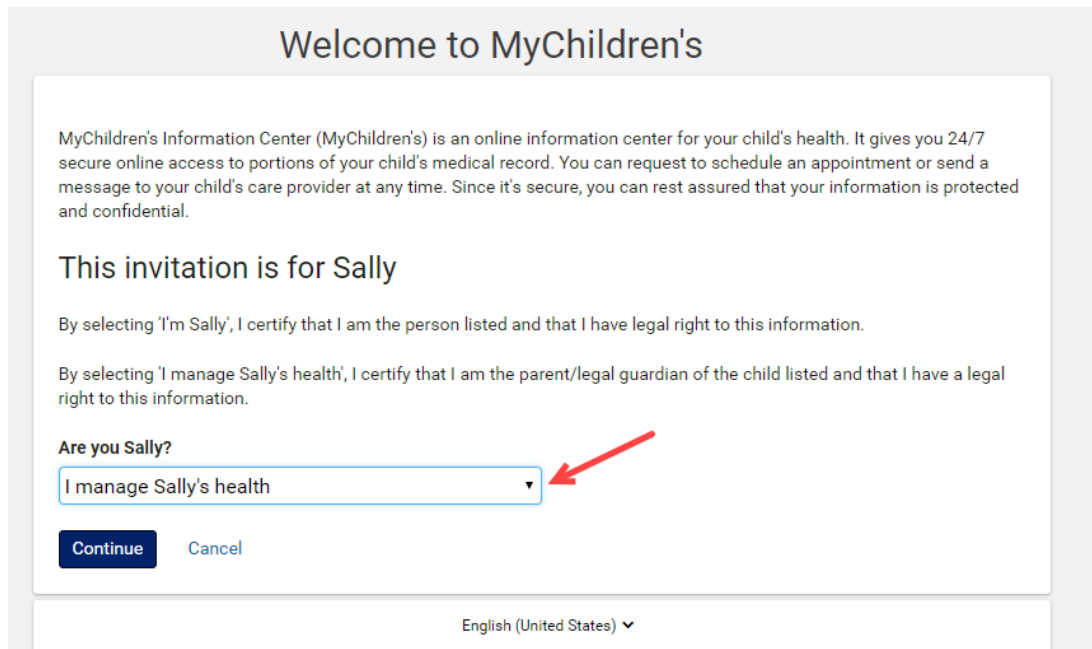 Welcome to MyChildren's
MyChildren's Information Center (MyChildren's) is an online information center for your child's health. It gives you 24/7
secure online access to portions of your child's medical record. You can request to schedule an appointment or send a
message to your child's care provider at any time. Since it's secure, you can rest assured that your information is protected
and confidential.
This invitation is for Sally
By selecting 'I'm Sally', I certify that I am the person listed and that I have legal right to this information.
By selecting 'I manage Sally's health', I certify that I am the parent/legal guardian of the child listed and that I have a legal
right to this information.
Are you Sally?
I manage Sally's health
Continue Cancel
English (United States)